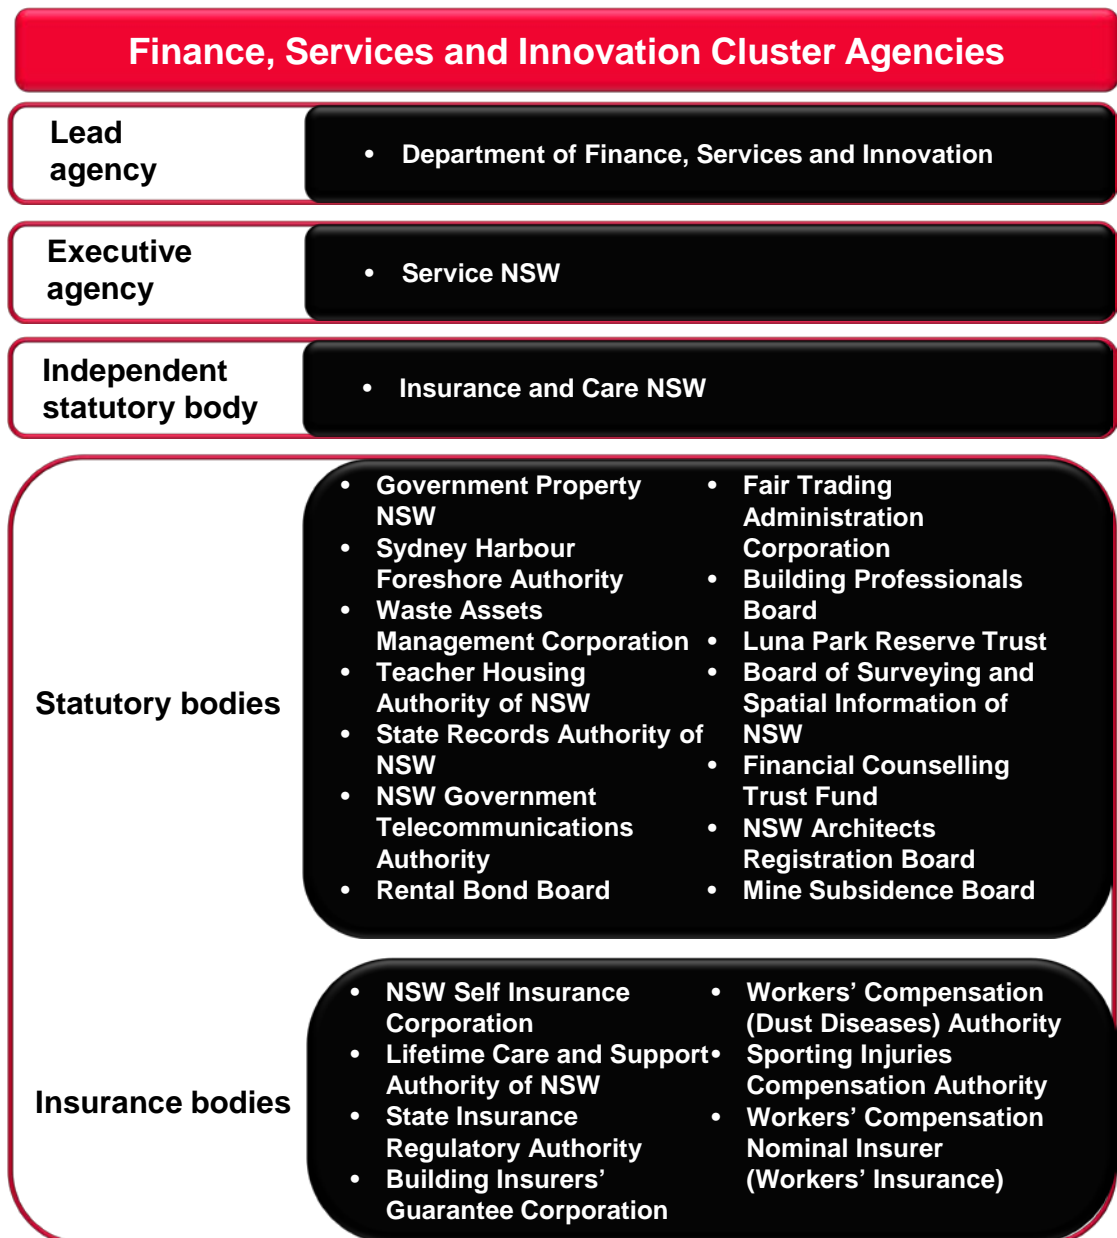 Finance, Services and Innovation Cluster Agencies
Lead
agency
• Department of Finance, Services and Innovation
Executive
agency
• Service NSW
Independent
statutory body
• Insurance and Care NSW
Statutory bodies
• Government Property
NSW
• Sydney Harbour
Foreshore Authority
• Waste Assets
Management Corporation
• Teacher Housing
Authority of NSW
• State Records Authority of
NSW
• NSW Government
Telecommunications
Authority
• Rental Bond Board
• Fair Trading
Administration
Corporation
• Building Professionals
Board
• Luna Park Reserve Trust
• Board of Surveying and
Spatial Information of
NSW
• Financial Counselling
Trust Fund
• NSW Architects
Registration Board
• Mine Subsidence Board
Insurance bodies
• NSW Self Insurance
Corporation
• Lifetime Care and Support
Authority of NSW
• State Insurance
Regulatory Authority
• Building Insurers’
Guarantee Corporation
• Workers’ Compensation
(Dust Diseases) Authority
• Sporting Injuries
Compensation Authority
• Workers’ Compensation
Nominal Insurer
(Workers’ Insurance)